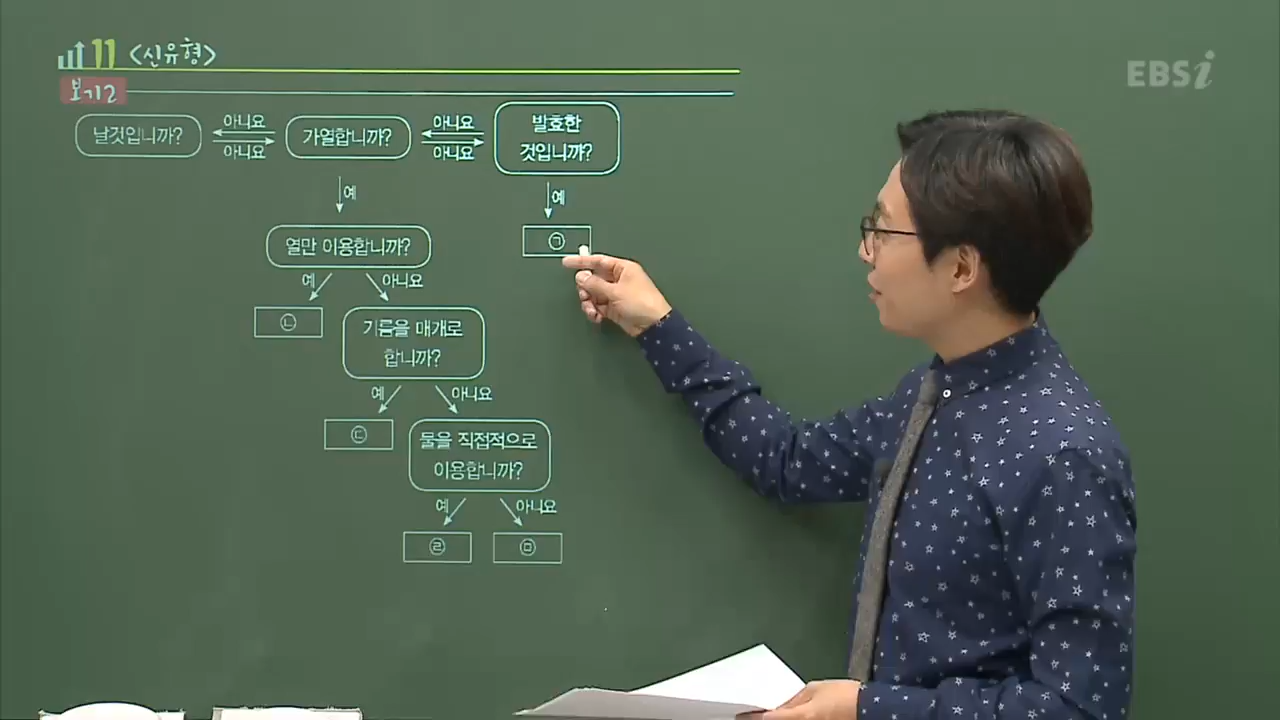 11 <신유형>
EBSi
보기2
날것입니까?
아니요
아니요
가열합니까?
아니요
아니요
발효한
것입니까?
예
예
㉠
열만 이용합니까?
예
아니요
㉡
기름을 매개로
합니까?
예
아니요
㉢
물을 직접적으로
이용합니까?
예
아니요
㉣
㉤